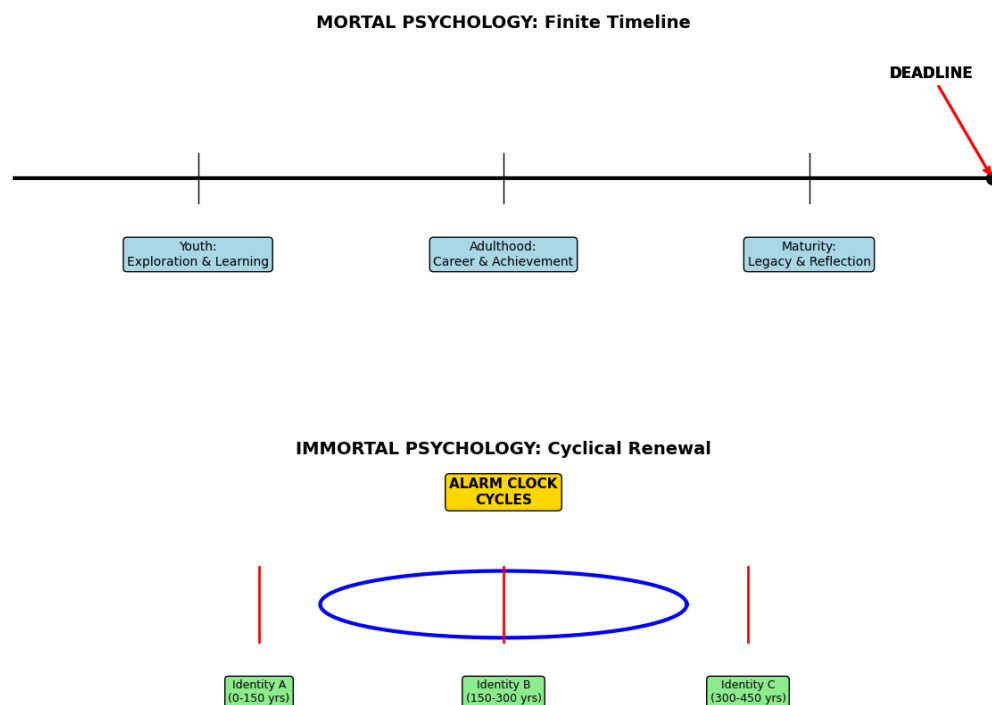 MORTAL PSYCHOLOGY: Finite Timeline
DEADLINE
Youth:
Exploration & Learning
Adulthood:
Career & Achievement
Maturity:
Legacy & Reflection
IMMORTAL PSYCHOLOGY: Cyclical Renewal
ALARM CLOCK
CYCLES
Identity A
(0-150 yrs)
Identity B
(150-300 yrs)
Identity C
(300-450 yrs)